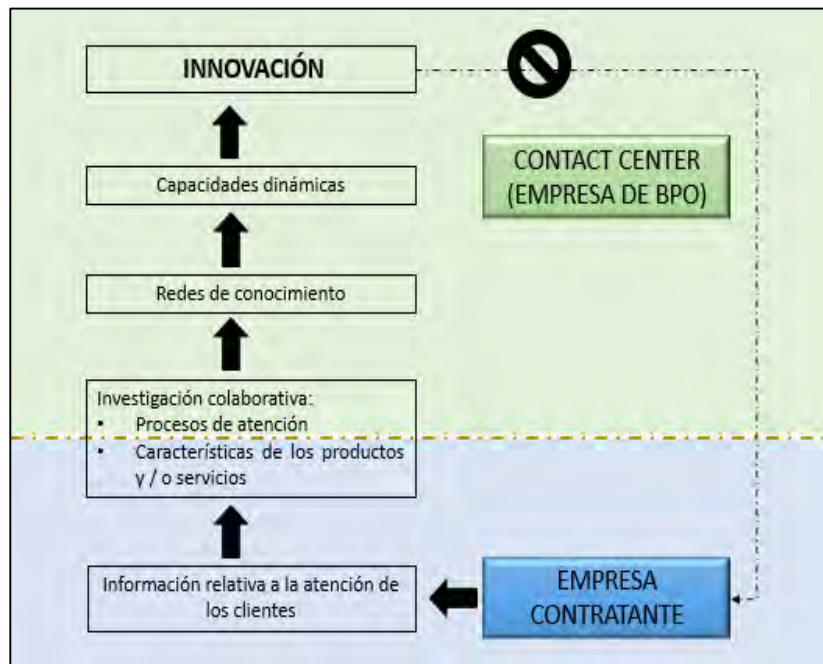 INNOVACIÓN
CONTACT CENTER
(EMPRESA DE BPO)
Capacidades dinámicas
Redes de conocimiento
Investigación colaborativa:
• Procesos de atención
• Características de los productos
y / o servicios
Información relativa a la atención de
los clientes
EMPRESA
CONTRATANTE